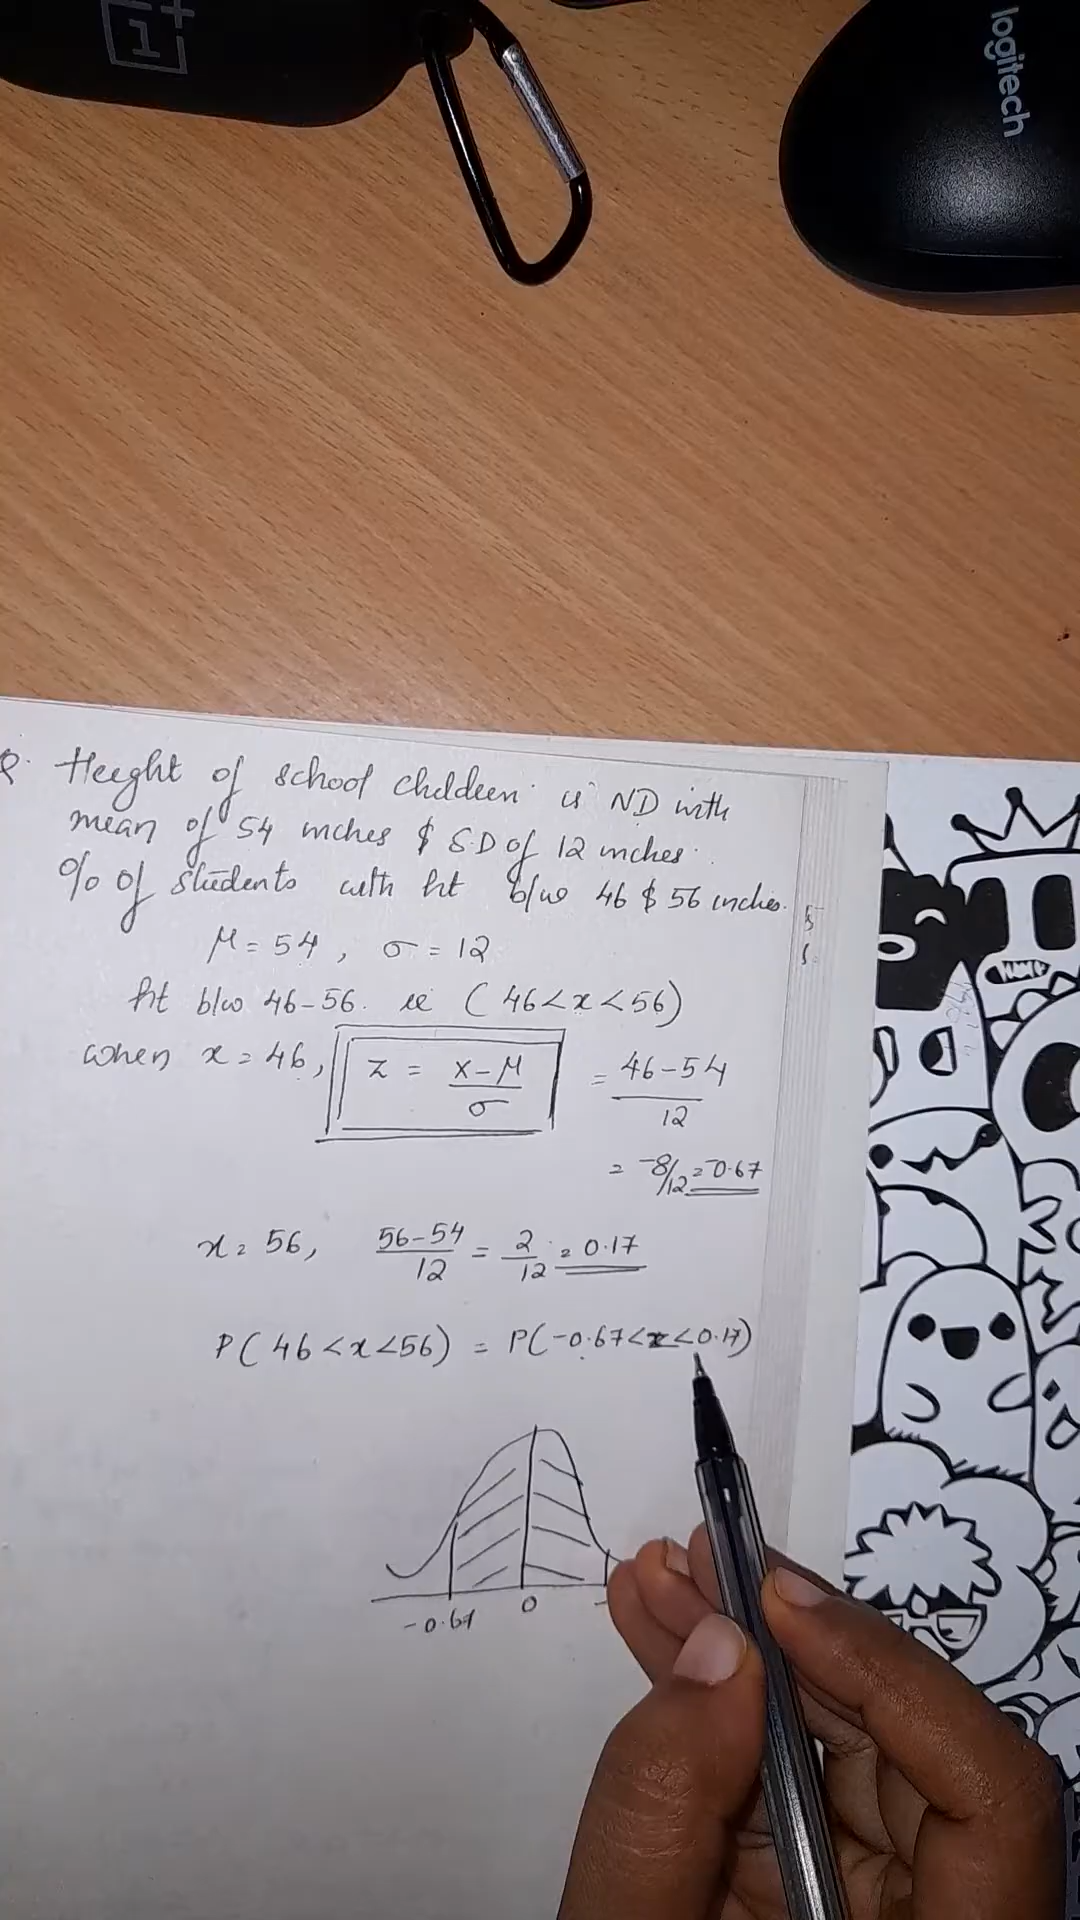 1+
logitech
Q. Height of school children is ND with
mean of 54 inches & S.D of 12 inches.
% of students with ht b/w 46 & 56 inches.
μ = 54 , σ = 12
ht b/w 46-56. ie (46<x<56)
when x = 46, z = x-μ/σ = 46-54/12
= -8/12 = -0.67
x = 56, 56-54/12 = 2/12 = 0.17
P(46<x<56) = P(-0.67<z<0.17)
-0.67 0